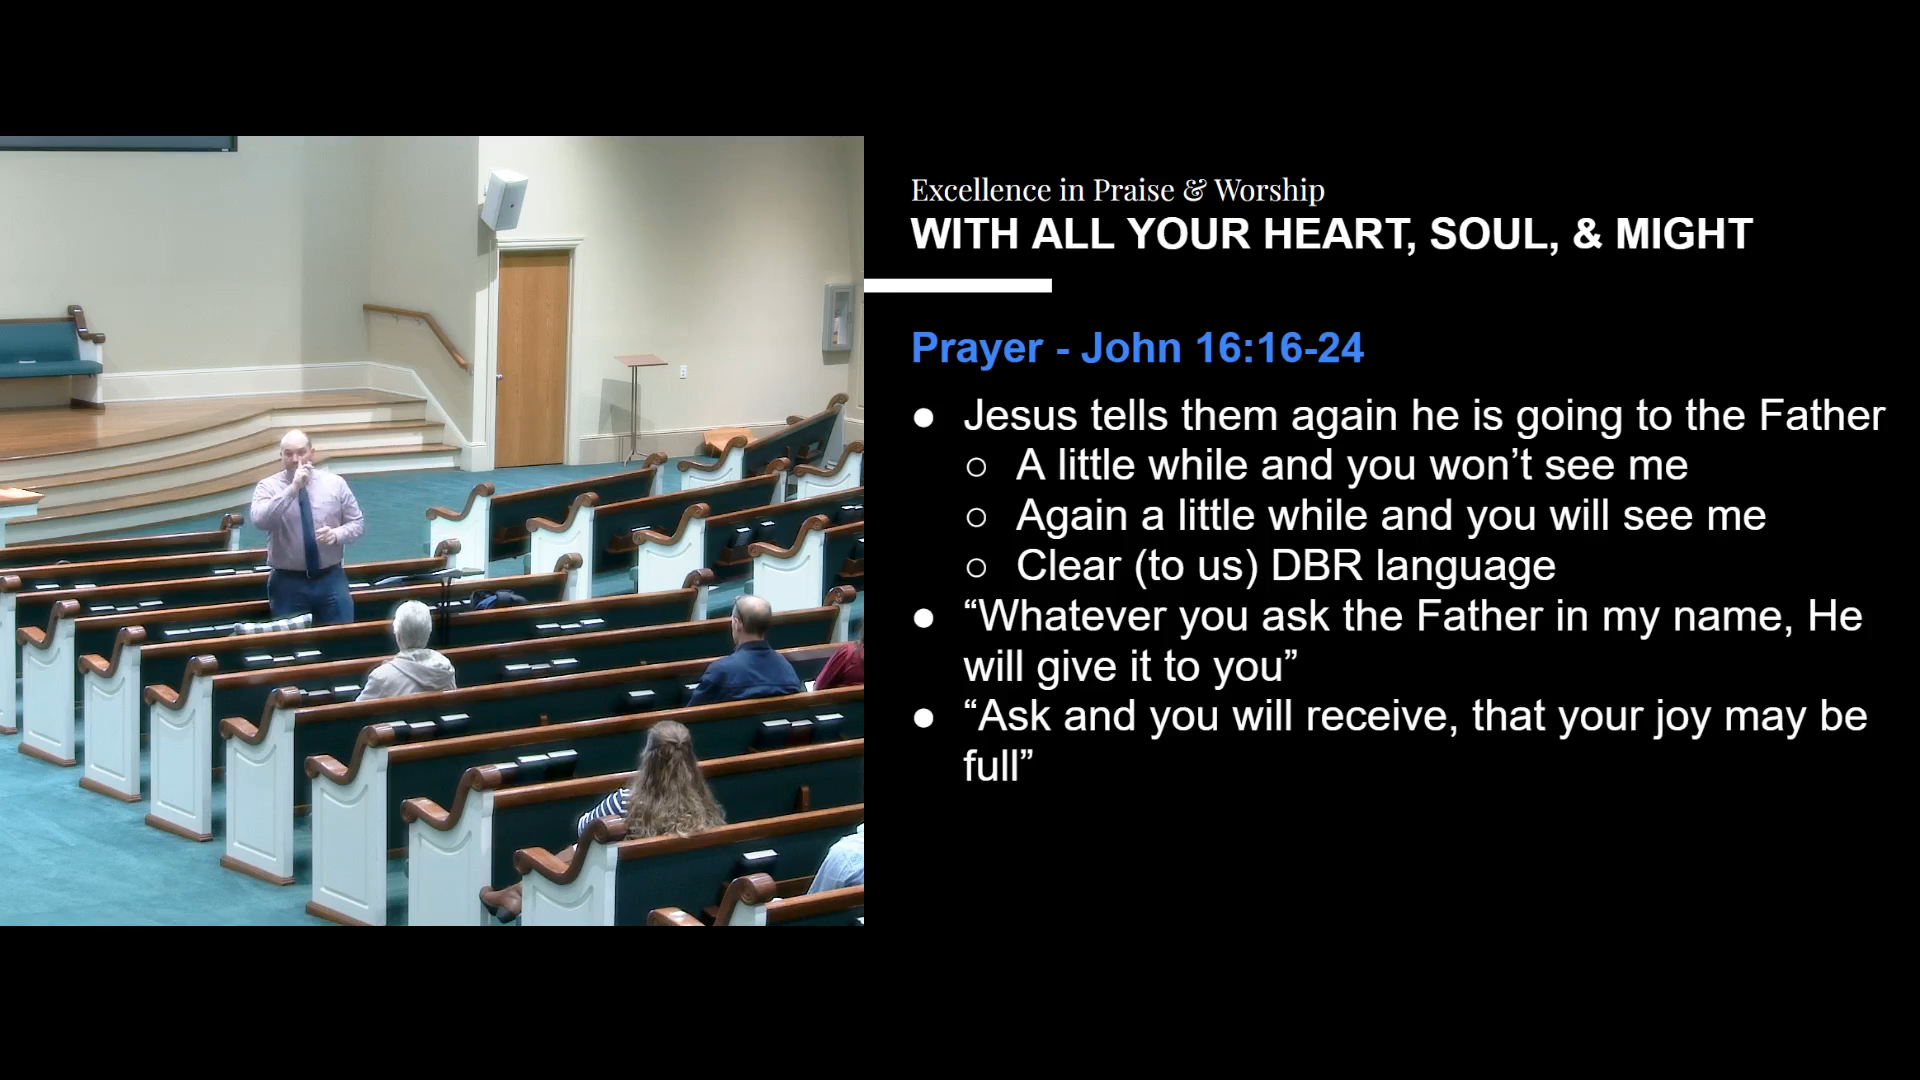 Excellence in Praise & Worship
WITH ALL YOUR HEART, SOUL, & MIGHT
Prayer - John 16:16-24
● Jesus tells them again he is going to the Father
○ A little while and you won’t see me
○ Again a little while and you will see me
○ Clear (to us) DBR language
● “Whatever you ask the Father in my name, He
will give it to you”
● “Ask and you will receive, that your joy may be
full”